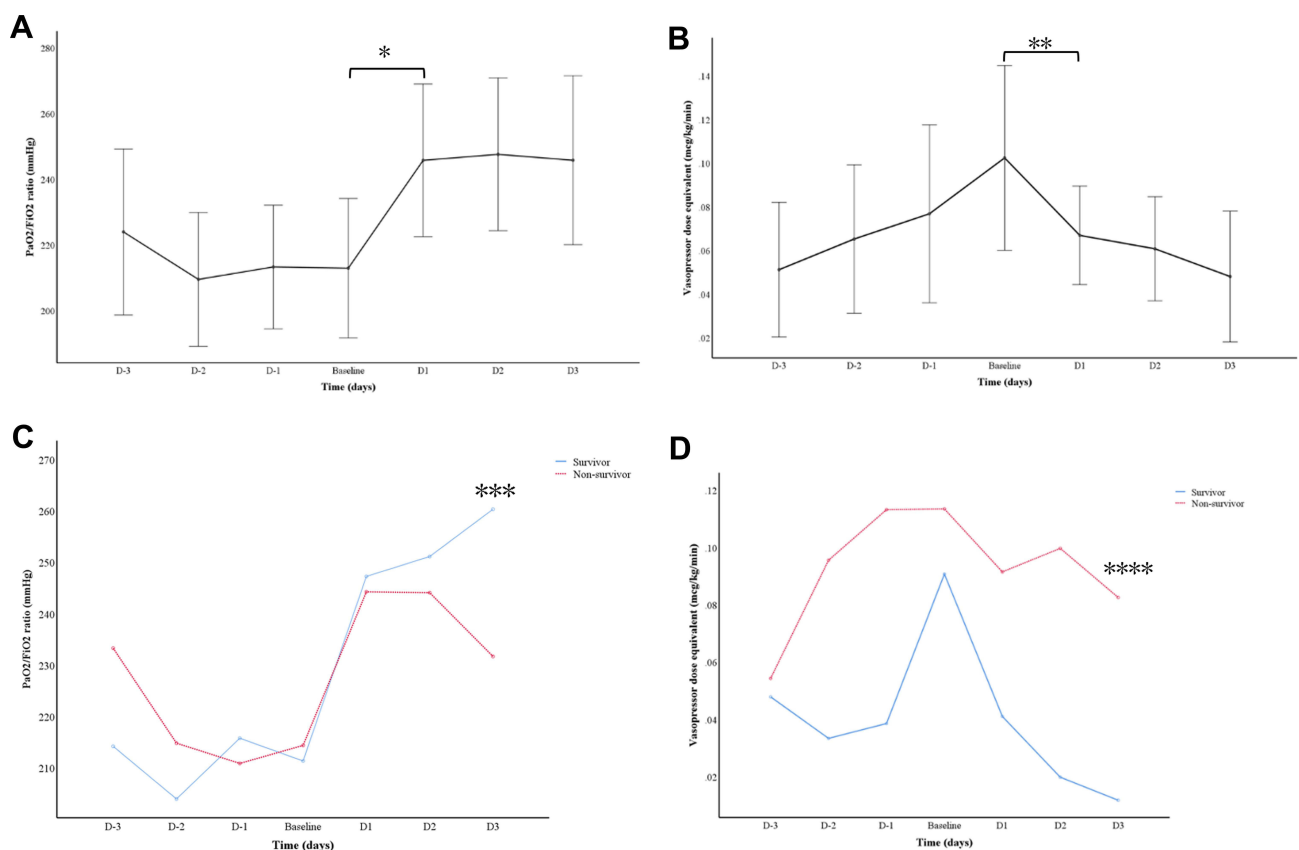 A
*
PaO2/FiO2 ratio (mmHg)
280
260
240
220
200
D-3 D-2 D-1 Baseline D1 D2 D3
Time (days)
B
**
Vasopressor dose equivalent (mcg/kg/min)
.14
.12
.10
.08
.06
.04
.02
D-3 D-2 D-1 Baseline D1 D2 D3
Time (days)
C
***
Survivor
Non-survivor
PaO2/FiO2 ratio (mmHg)
270
260
250
240
230
220
210
D-3 D-2 D-1 Baseline D1 D2 D3
Time (days)
D
****
Survivor
Non-survivor
Vasopressor dose equivalent (mcg/kg/min)
.12
.10
.08
.06
.04
.02
D-3 D-2 D-1 Baseline D1 D2 D3
Time (days)